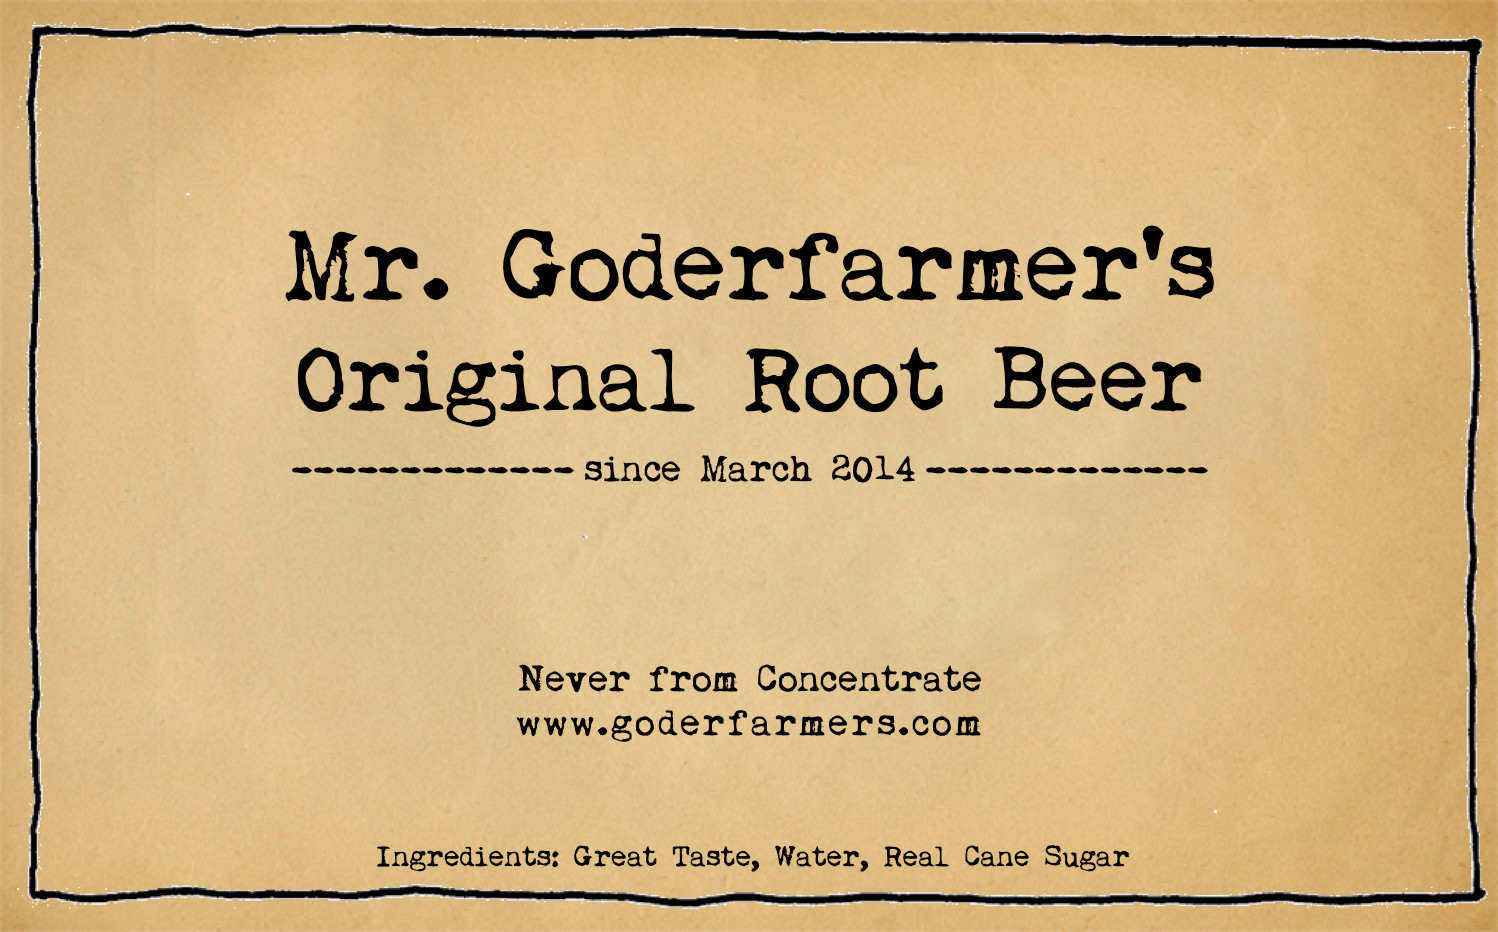 Mr. Goderfarmer's
Original Root Beer
------------- since March 2014 -------------
Never from Concentrate
www.goderfarmers.com
Ingredients: Great Taste, Water, Real Cane Sugar